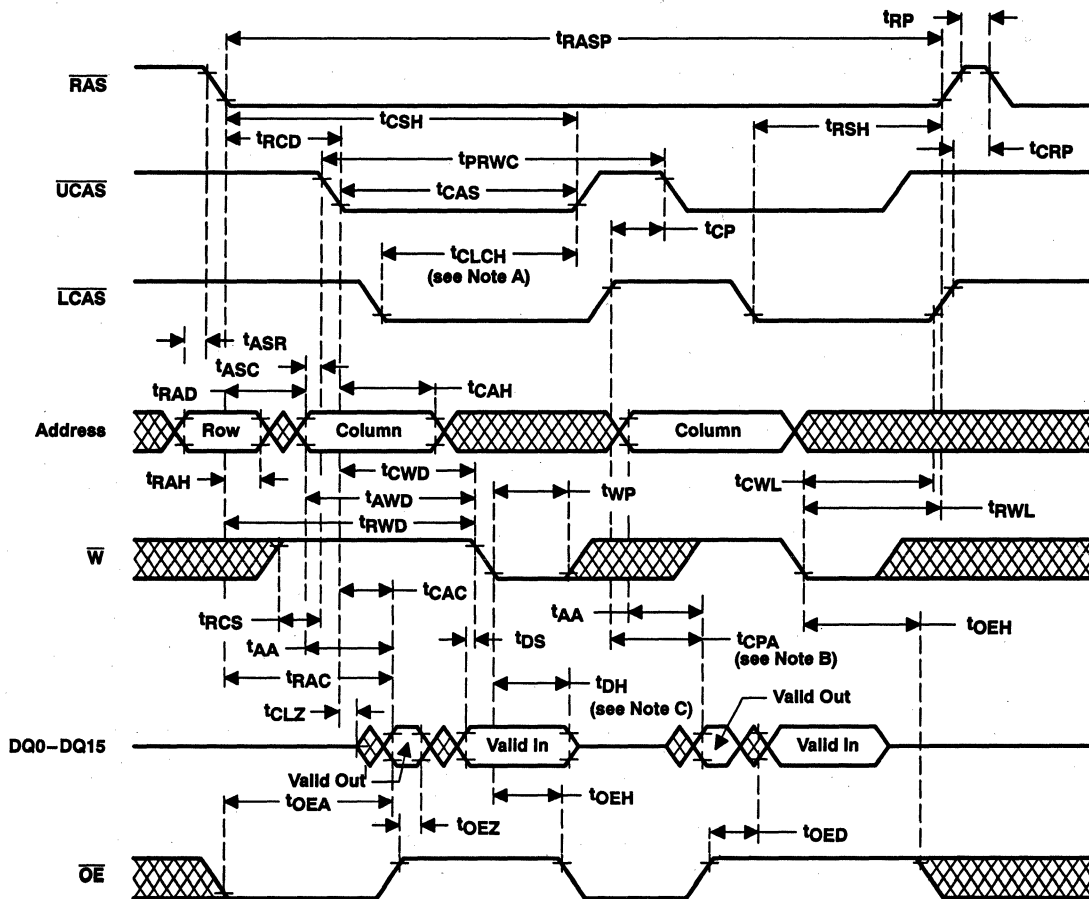 tRP
tRASP
RAS
tCSH
tRCD
tRSH
tPRWC
tCRP
UCAS
tCAS
tCP
tCLCH
(see Note A)
LCAS
tASR
tASC
tRAD
tCAH
Address
Row
Column
Column
tRAH
tCWD
tCWL
tAWD
tWP
tRWD
tRWL
W
tCAC
tRCS
tAA
tAA
tDS
tCPA
(see Note B)
tOEH
tRAC
tDH
(see Note C)
Valid Out
tCLZ
DQ0–DQ15
Valid In
Valid In
Valid Out
tOEA
tOEH
tOEZ
tOED
OE